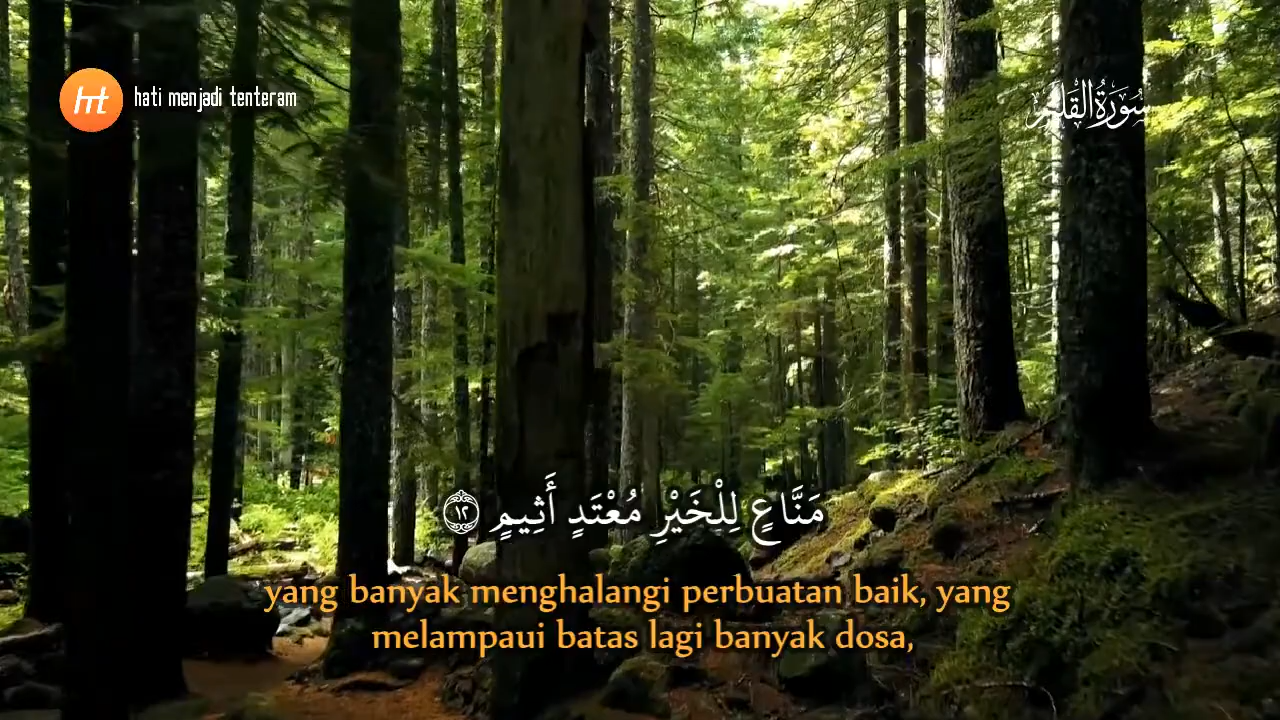 hati menjadi tenteram
سُورَةُ القَلَم
مَنَّاعٍ لِلْخَيْرِ مُعْتَدٍ أَثِيمٍ ١٢
yang banyak menghalangi perbuatan baik, yang
melampaui batas lagi banyak dosa,